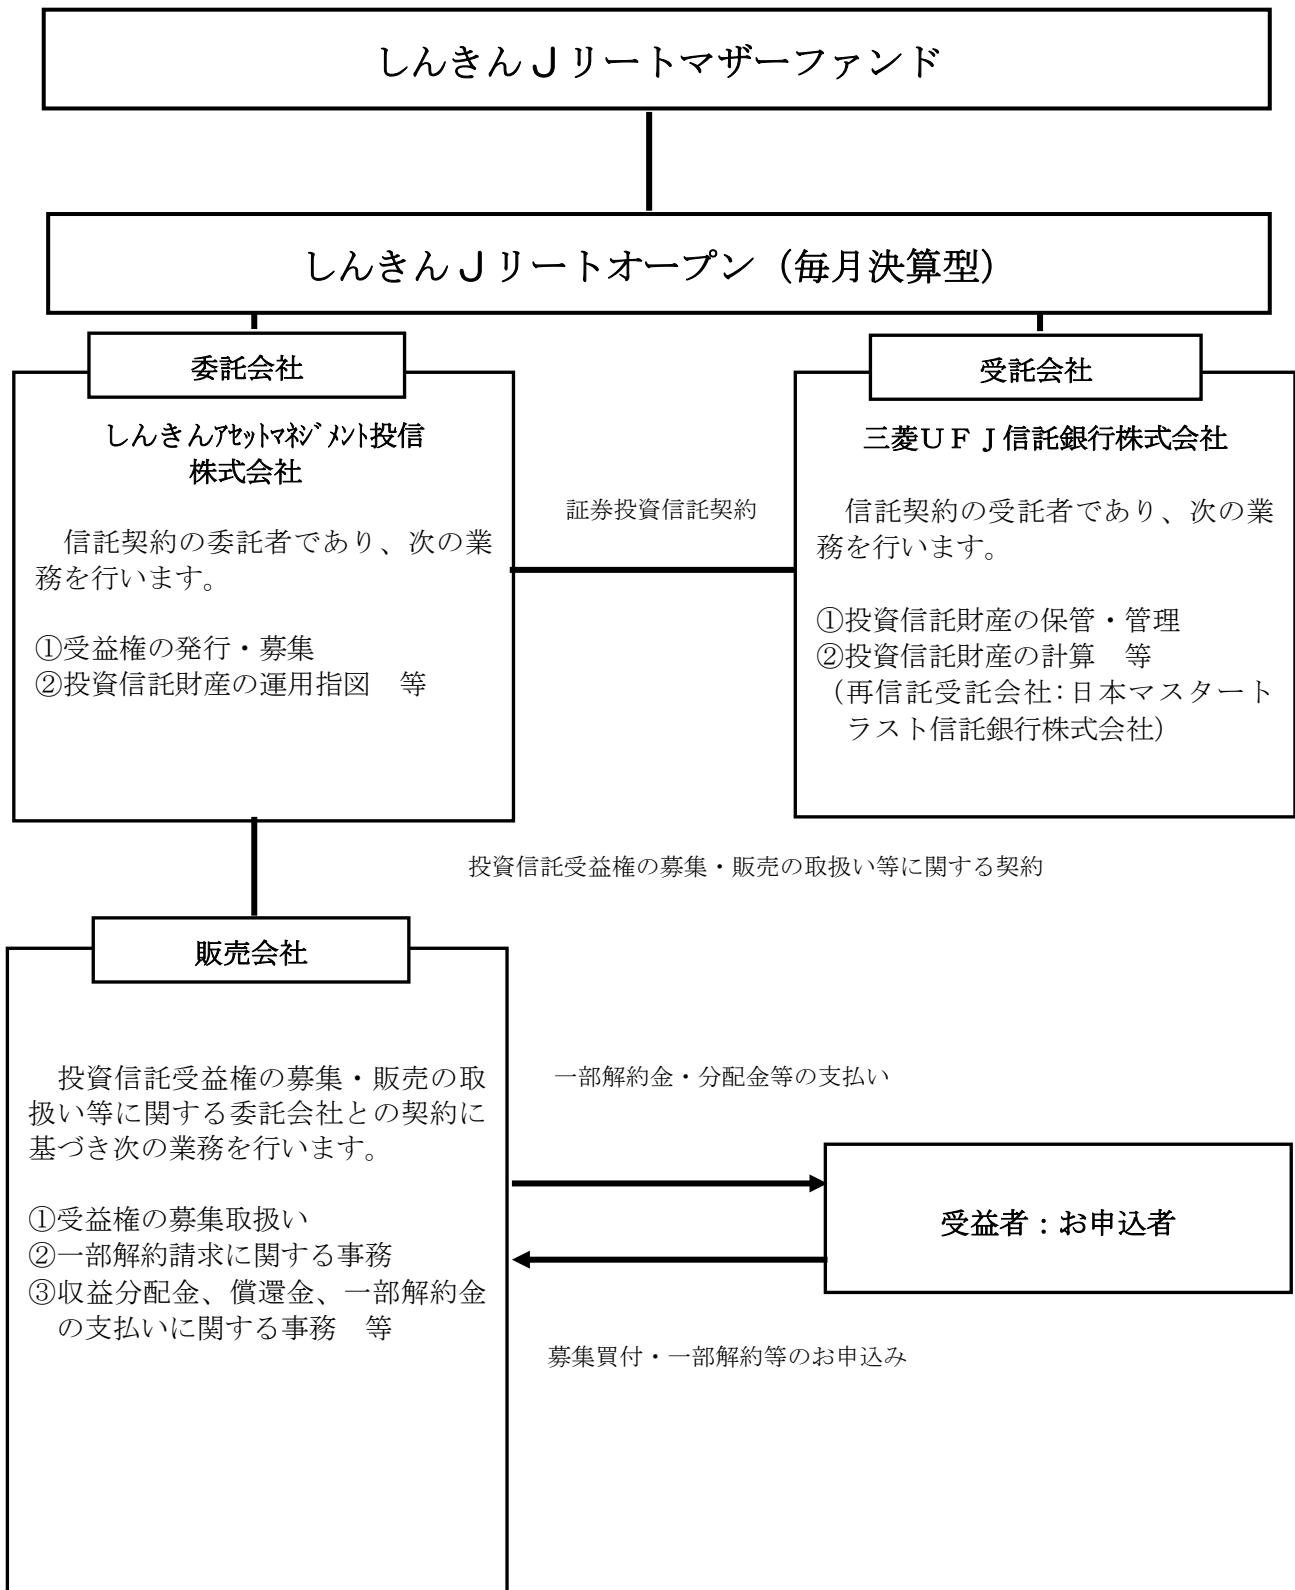 しんきんJリートマザーファンド
しんきんJリートオープン（毎月決算型）
委託会社
しんきんｱｾｯﾄﾏﾈｼﾞﾒﾝﾄ投信
株式会社
信託契約の委託者であり、次の業
務を行います。
①受益権の発行・募集
②投資信託財産の運用指図　等
証券投資信託契約
受託会社
三菱ＵＦＪ信託銀行株式会社
信託契約の受託者であり、次の業
務を行います。
①投資信託財産の保管・管理
②投資信託財産の計算　等
（再信託受託会社：日本マスタート
ラスト信託銀行株式会社）
投資信託受益権の募集・販売の取扱い等に関する契約
販売会社
投資信託受益権の募集・販売の取
扱い等に関する委託会社との契約に
基づき次の業務を行います。
①受益権の募集取扱い
②一部解約請求に関する事務
③収益分配金、償還金、一部解約金
の支払いに関する事務　等
一部解約金・分配金等の支払い
受益者：お申込者
募集買付・一部解約等のお申込み